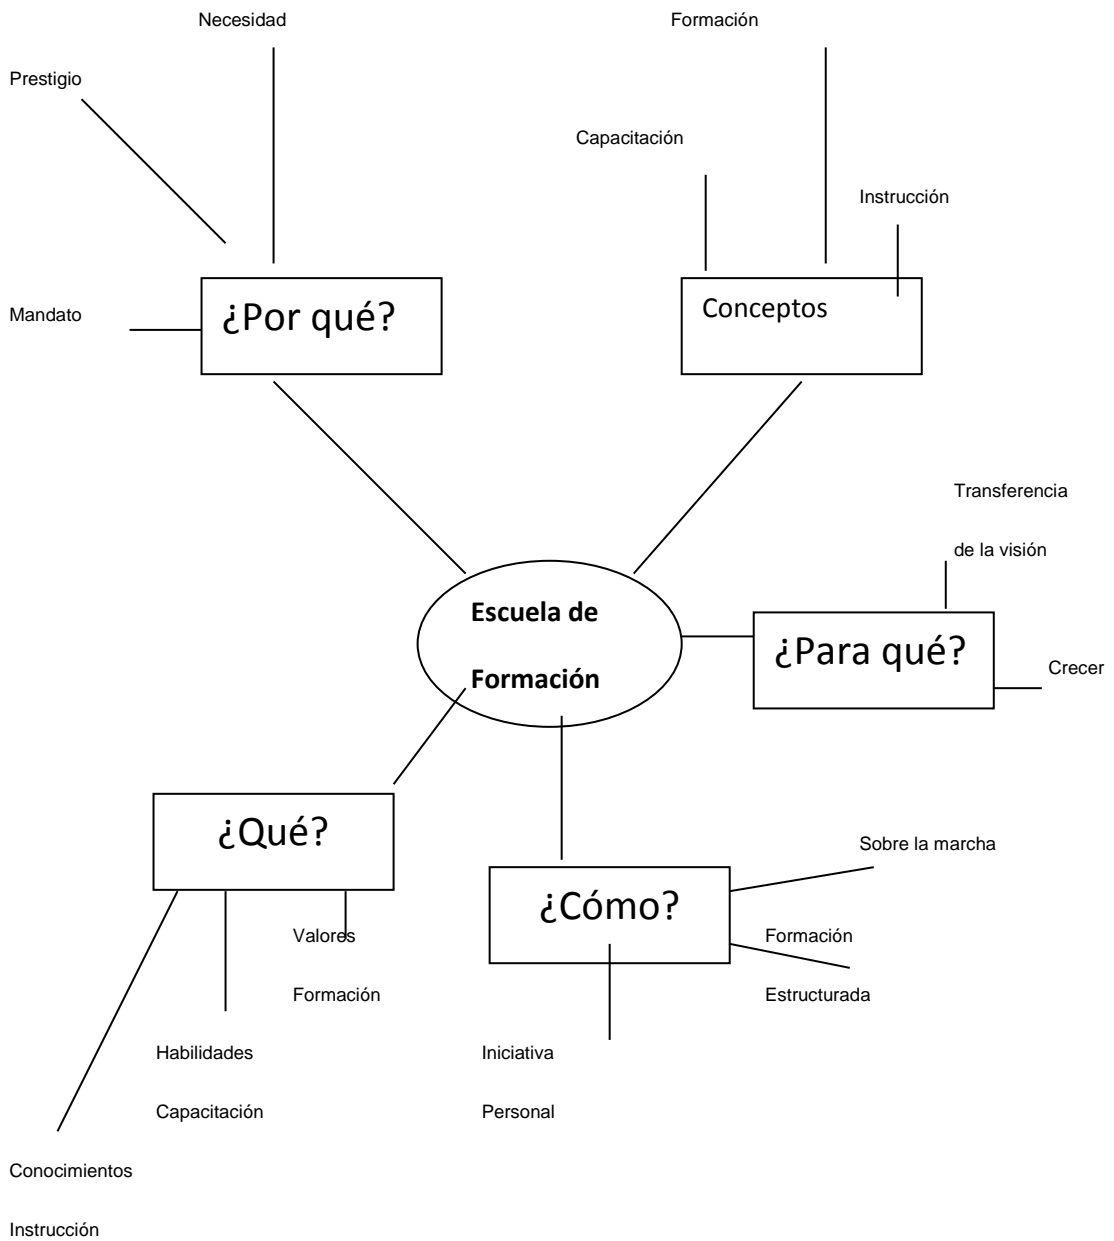 Necesidad
Formación
Prestigio
Capacitación
Instrucción
Mandato
¿Por qué?
Conceptos
Transferencia
de la visión
Escuela de
Formación
¿Para qué?
Crecer
¿Qué?
Sobre la marcha
¿Cómo?
Valores
Formación
Formación
Estructurada
Habilidades
Capacitación
Iniciativa
Personal
Conocimientos
Instrucción